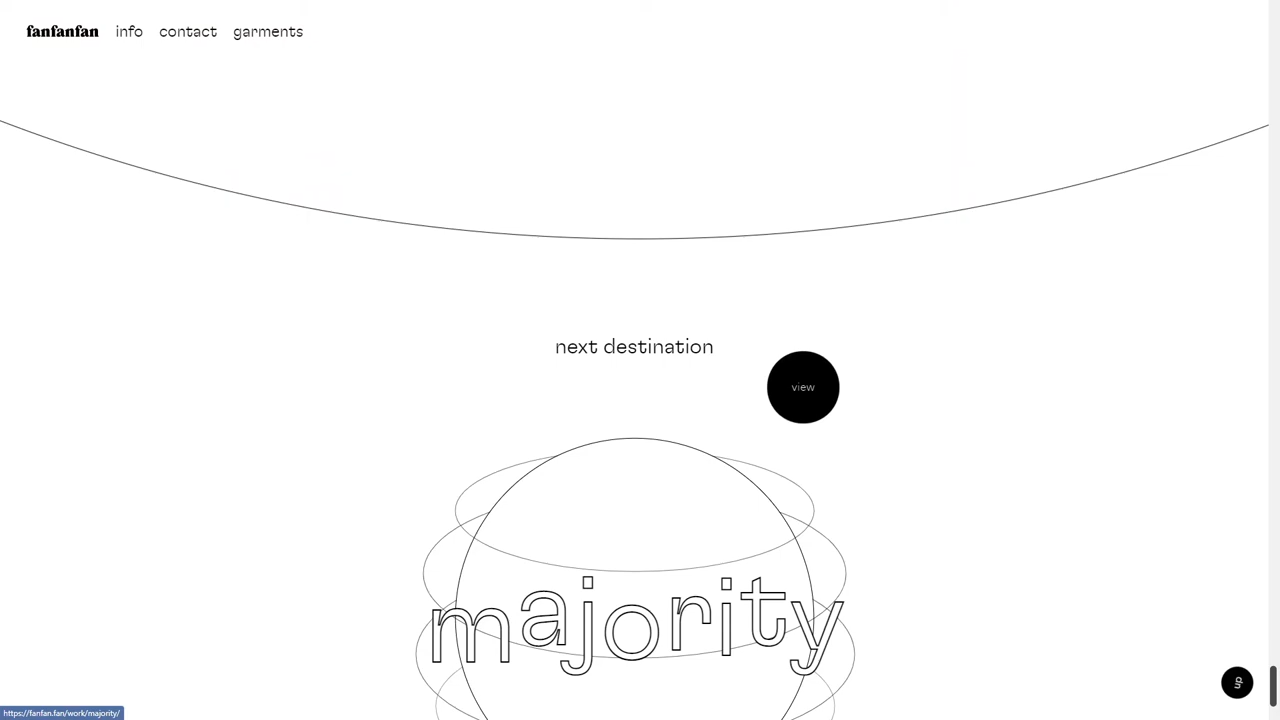 fanfanfan info contact garments
next destination
view
majority
https://fanfan.fan/work/majority/